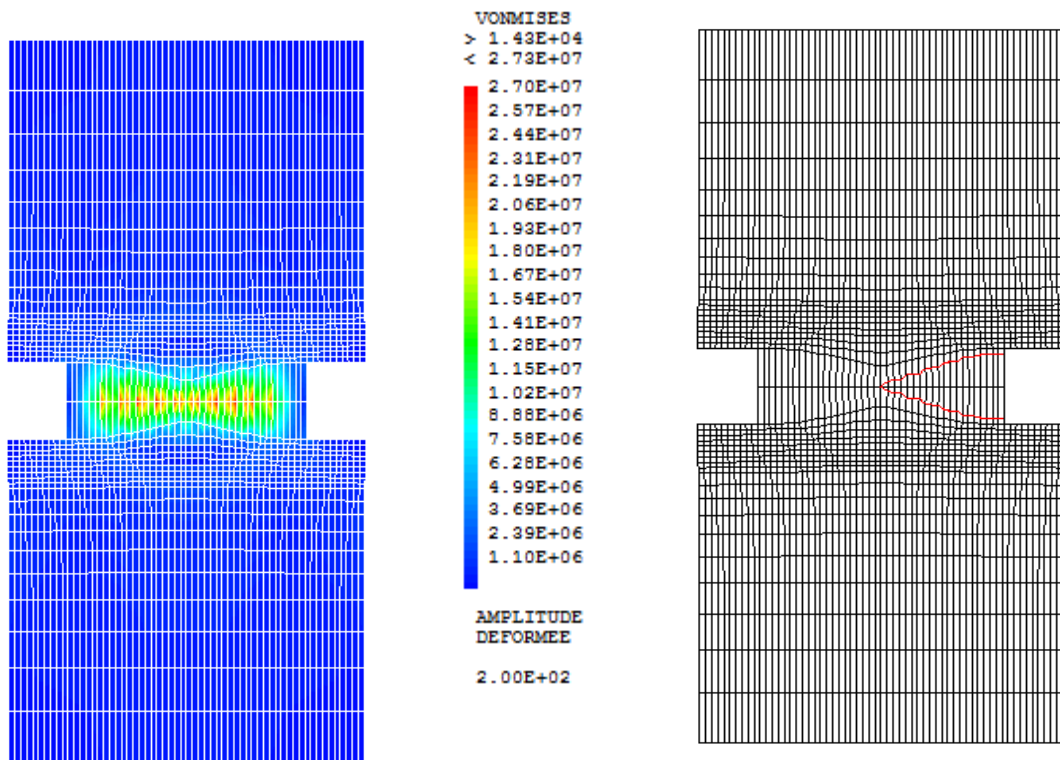 VONMISES
> 1.43E+04
< 2.73E+07
2.70E+07
2.57E+07
2.44E+07
2.31E+07
2.19E+07
2.06E+07
1.93E+07
1.80E+07
1.67E+07
1.54E+07
1.41E+07
1.28E+07
1.15E+07
1.02E+07
8.88E+06
7.58E+06
6.28E+06
4.99E+06
3.69E+06
2.39E+06
1.10E+06
AMPLITUDE
DEFORMEE
2.00E+02